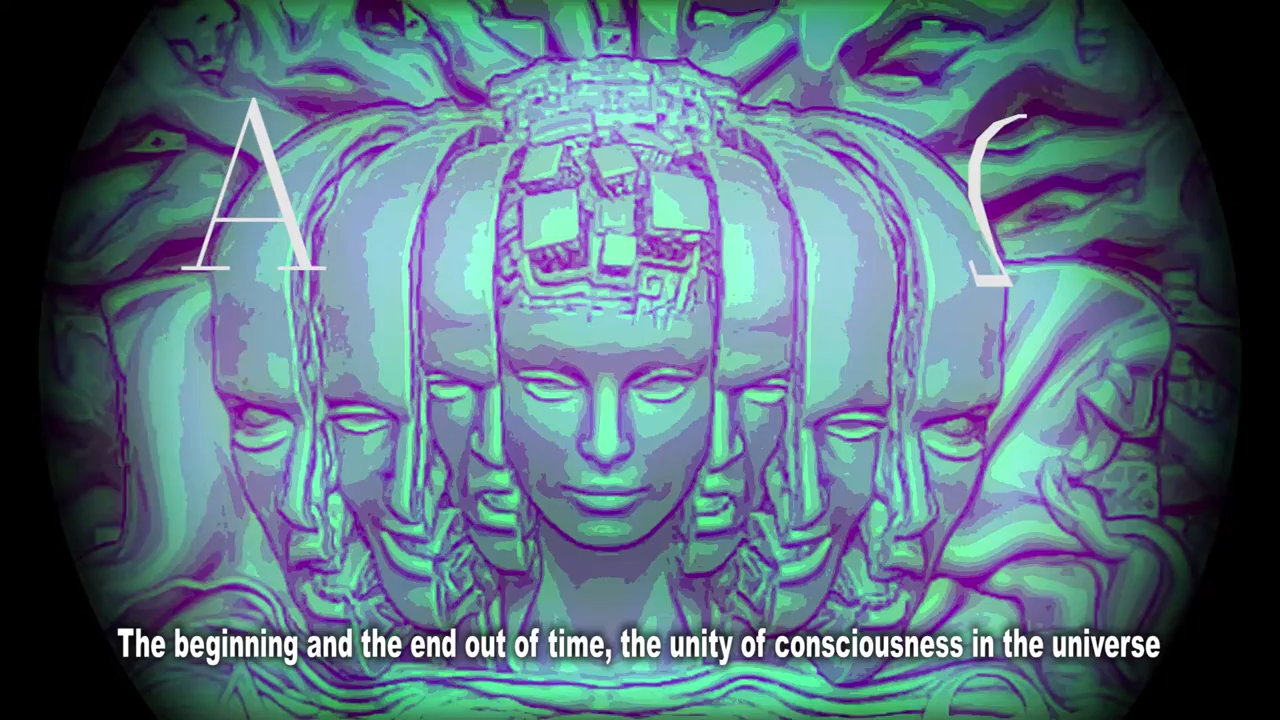 A
The beginning and the end out of time, the unity of consciousness in the universe